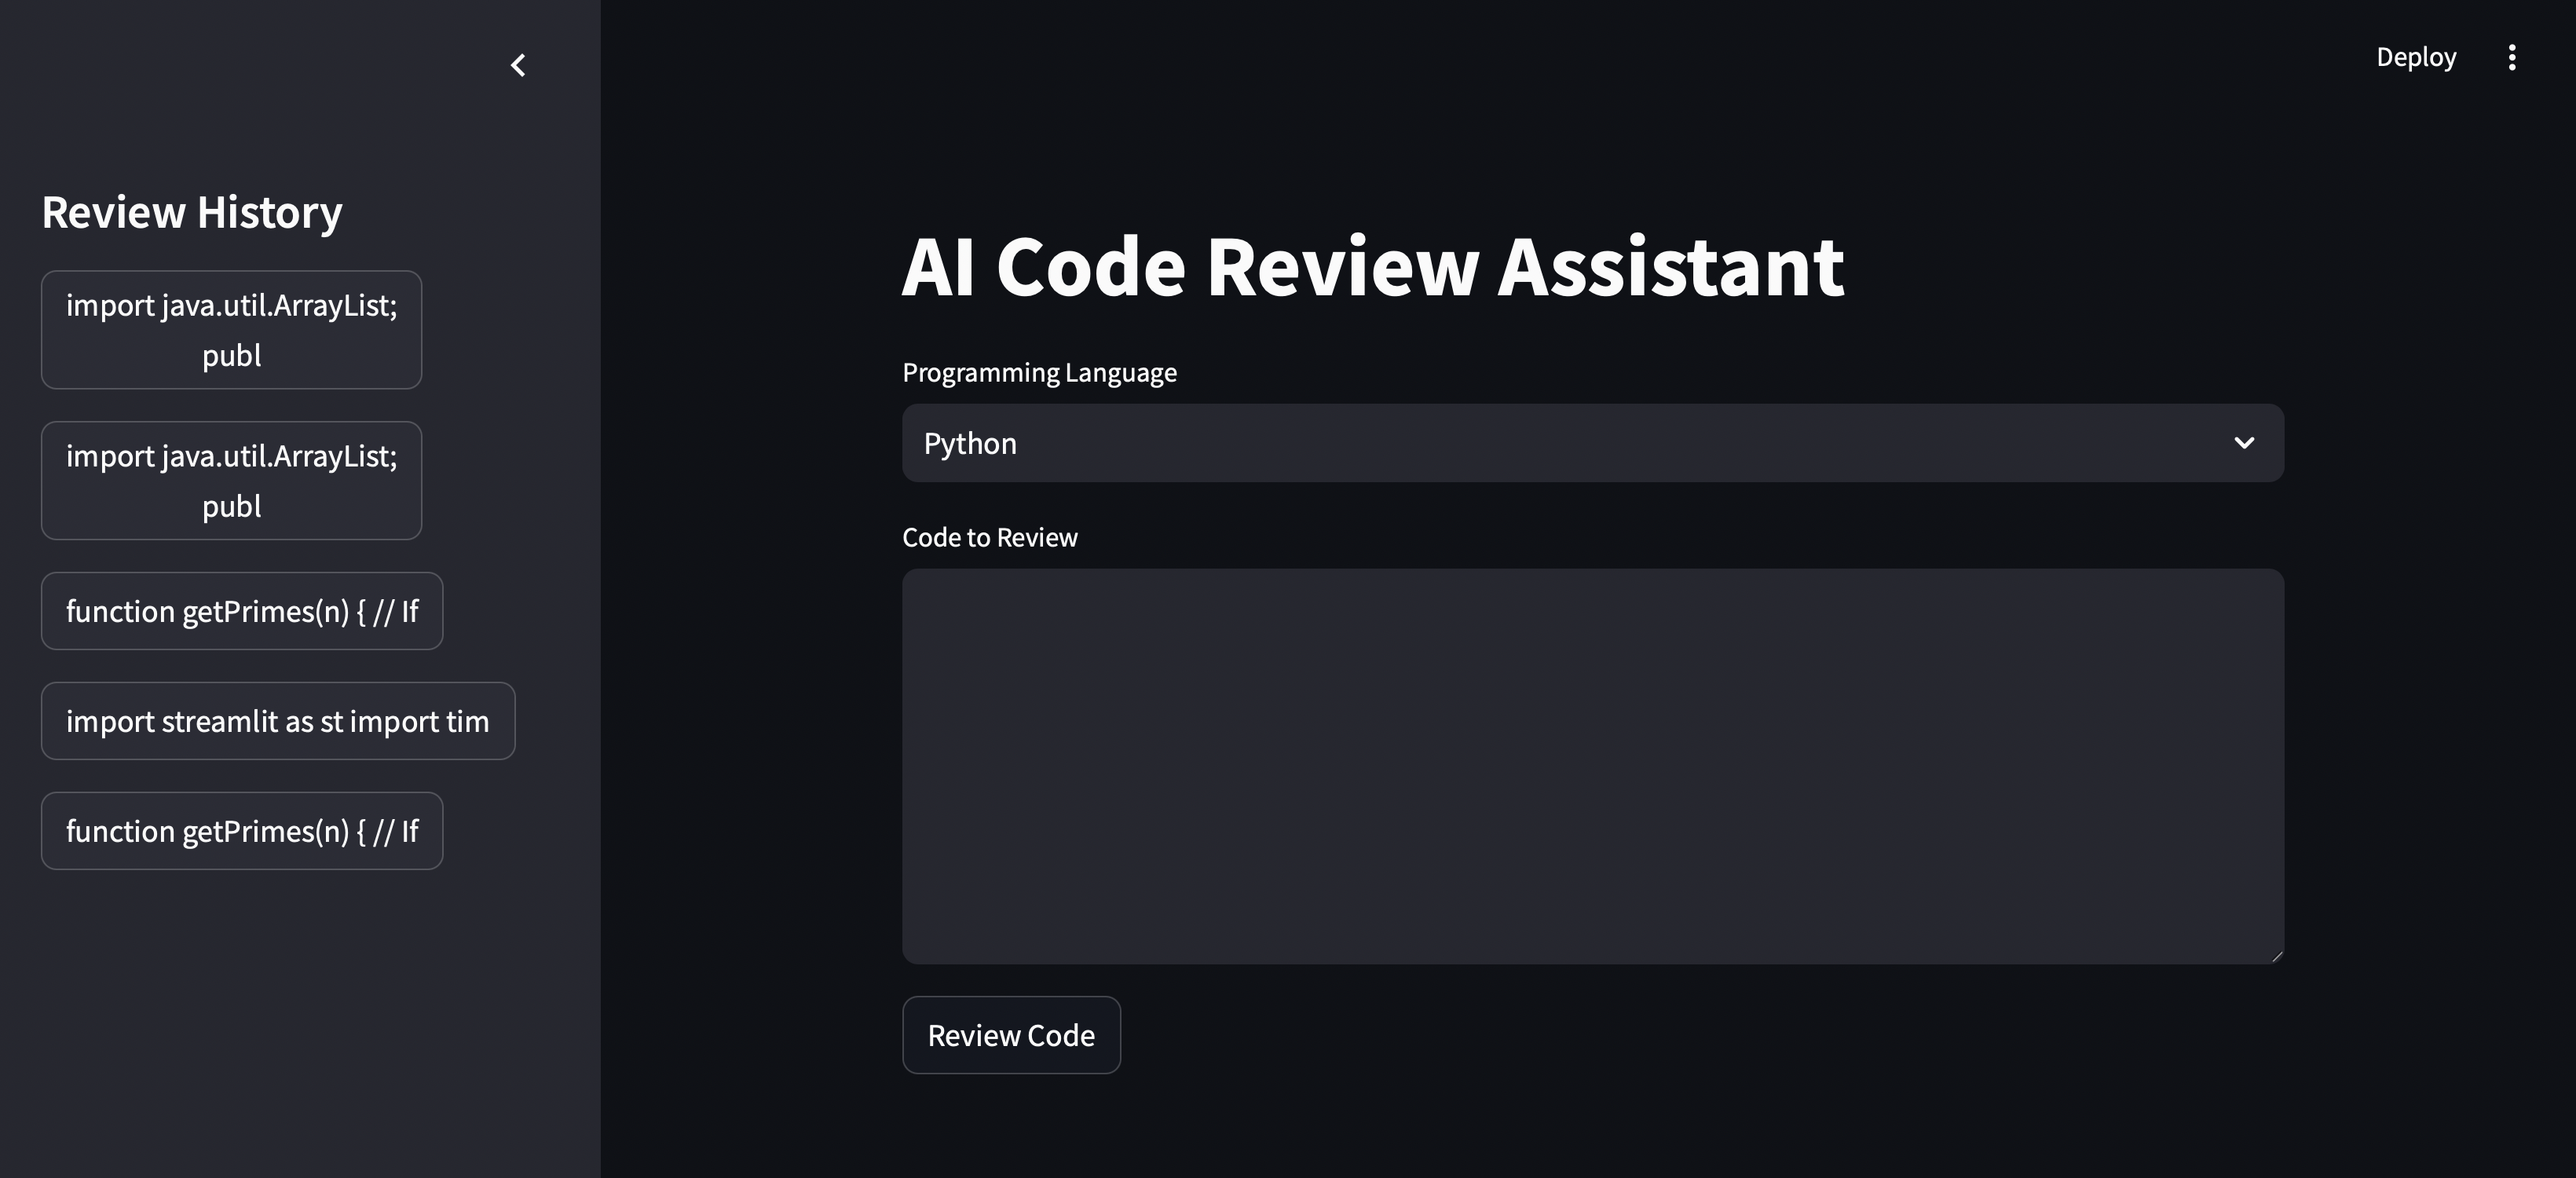 Deploy
Review History
import java.util.ArrayList;
publ
import java.util.ArrayList;
publ
function getPrimes(n) { // If
import streamlit as st import tim
function getPrimes(n) { // If
AI Code Review Assistant
Programming Language
Python
Code to Review
Review Code